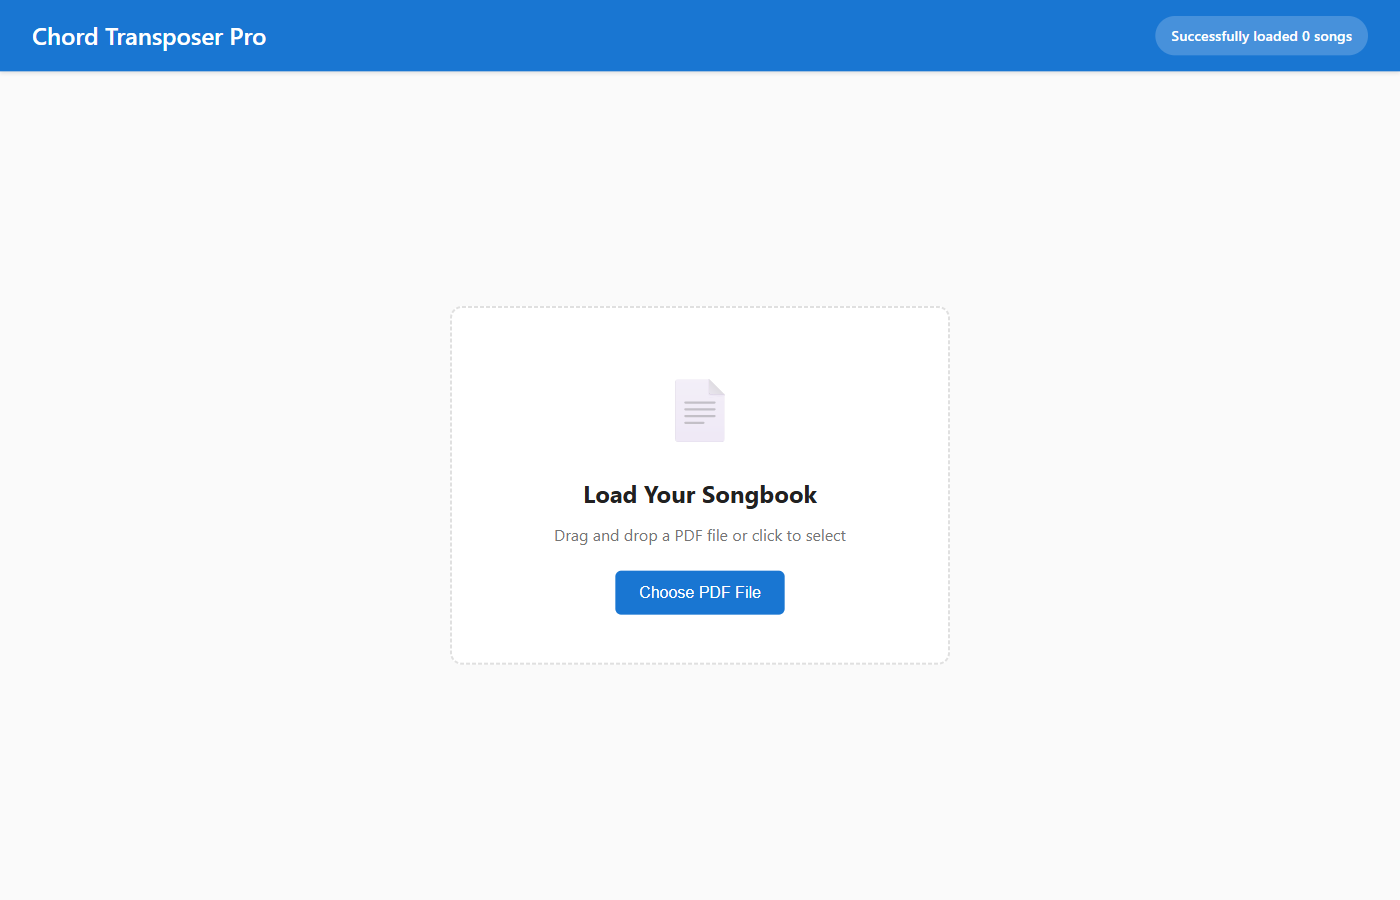 Chord Transposer Pro
Successfully loaded 0 songs
Load Your Songbook
Drag and drop a PDF file or click to select
Choose PDF File